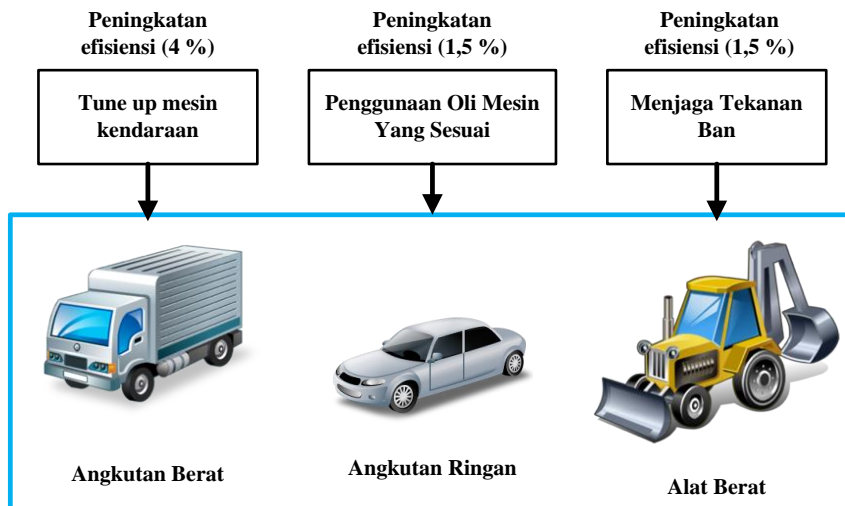 Peningkatan
efisiensi (4 %)
Peningkatan
efisiensi (1,5 %)
Peningkatan
efisiensi (1,5 %)
Tune up mesin
kendaraan
Penggunaan Oli Mesin
Yang Sesuai
Menjaga Tekanan
Ban
Angkutan Berat
Angkutan Ringan
Alat Berat